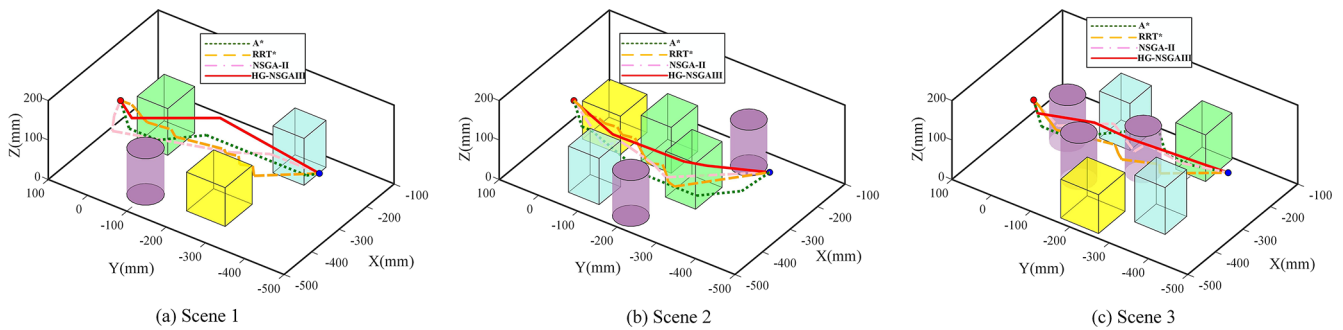 A*
RRT*
NSGA-II
HG-NSGAIII
200
100
0
Z(mm)
100
0
-100
-200
-300
-400
-500
Y(mm)
-500
-400
-300
-200
-100
X(mm)
(a) Scene 1
A*
RRT*
NSGA-II
HG-NSGAIII
200
100
0
Z(mm)
100
0
-100
-200
-300
-400
-500
Y(mm)
-500
-400
-300
-200
-100
X(mm)
(b) Scene 2
A*
RRT*
NSGA-II
HG-NSGAIII
200
100
0
Z(mm)
100
0
-100
-200
-300
-400
-500
Y(mm)
-500
-400
-300
-200
-100
X(mm)
(c) Scene 3